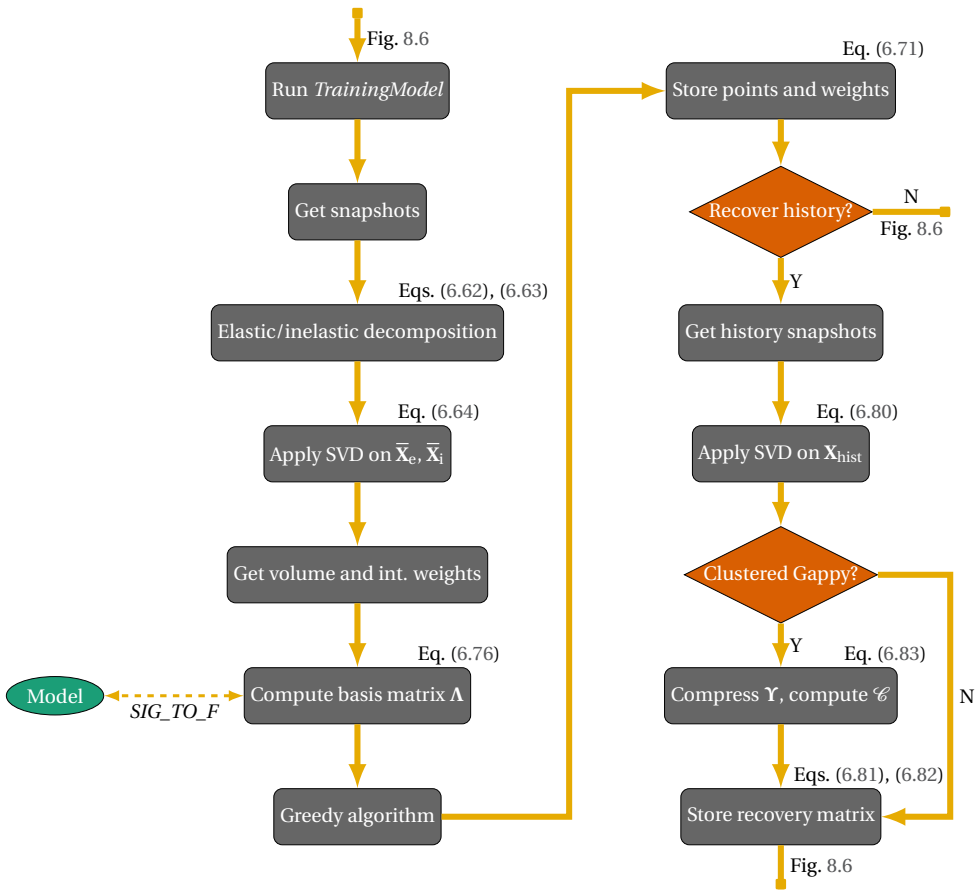 Fig. 8.6
Run TrainingModel
Get snapshots
Eqs. (6.62), (6.63)
Elastic/inelastic decomposition
Eq. (6.64)
Apply SVD on X̅e, X̅i
Get volume and int. weights
Eq. (6.76)
Compute basis matrix Λ
Model
SIG_TO_F
Greedy algorithm
Eq. (6.71)
Store points and weights
Recover history?
N
Fig. 8.6
Y
Get history snapshots
Eq. (6.80)
Apply SVD on Xhist
Clustered Gappy?
Y
Eq. (6.83)
Compress ϒ, compute 𝒞
N
Eqs. (6.81), (6.82)
Store recovery matrix
Fig. 8.6